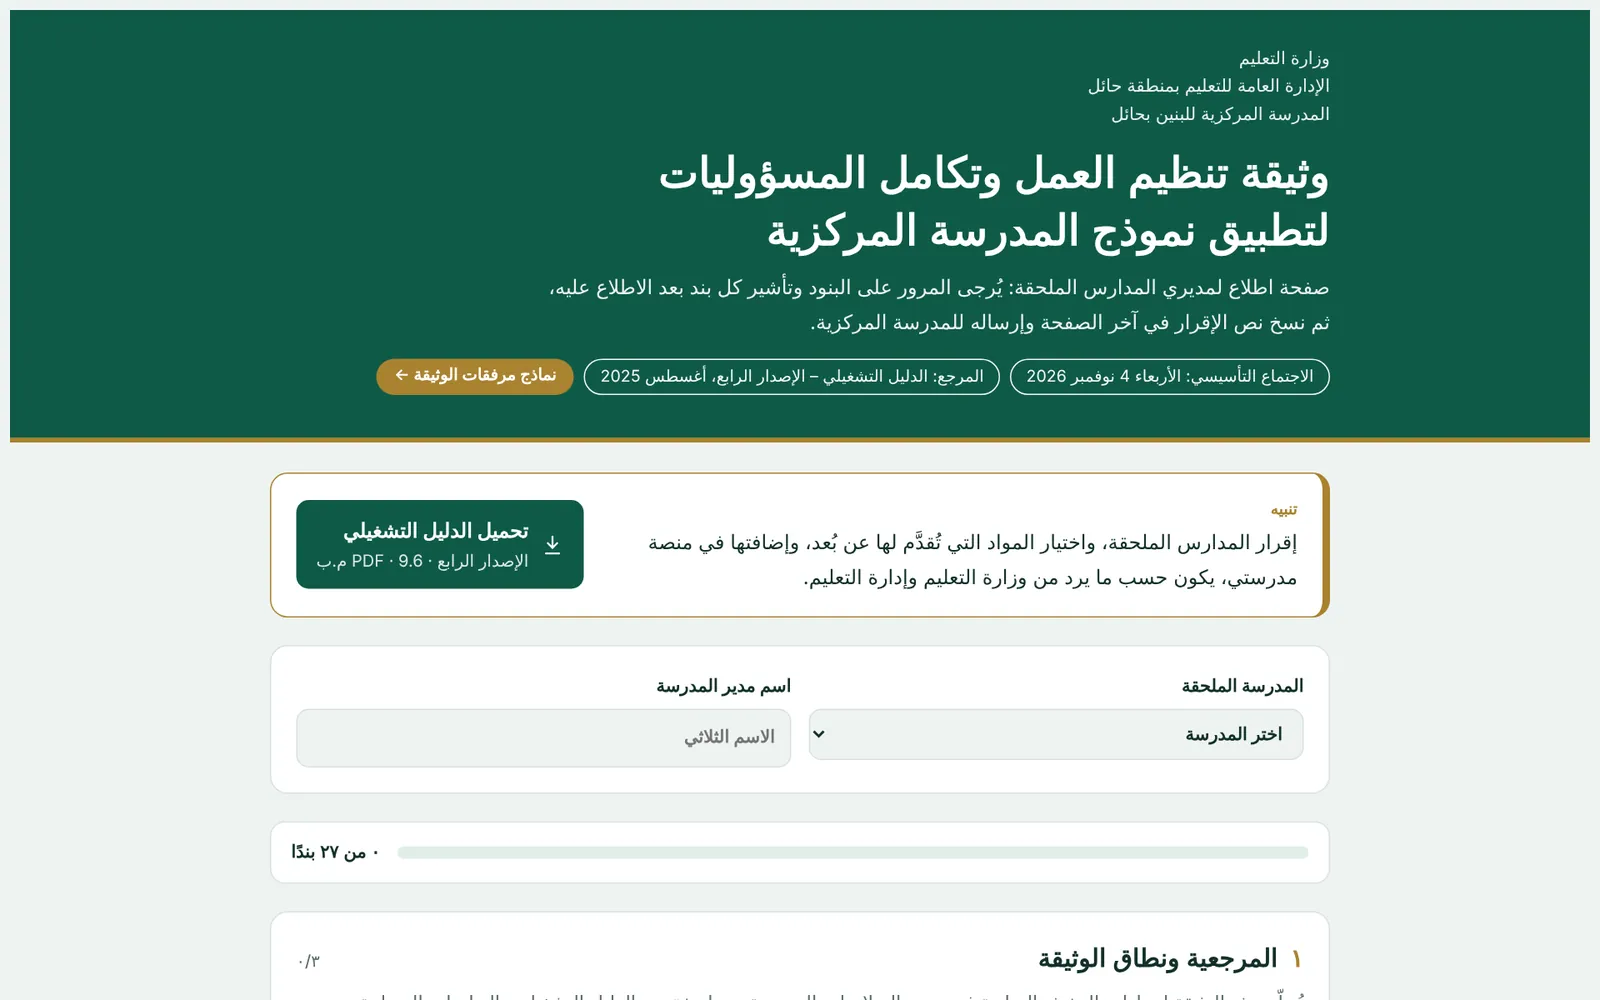 وزارة التعليم
الإدارة العامة للتعليم بمنطقة حائل
المدرسة المركزية للبنين بحائل
وثيقة تنظيم العمل وتكامل المسؤوليات
لتطبيق نموذج المدرسة المركزية
صفحة اطلاع لمديري المدارس الملحقة: يُرجى المرور على البنود وتأشير كل بند بعد الاطلاع عليه،
ثم نسخ نص الإقرار في آخر الصفحة وإرساله للمدرسة المركزية.
الاجتماع التأسيسي: الأربعاء 4 نوفمبر 2026
المرجع: الدليل التشغيلي – الإصدار الرابع، أغسطس 2025
نماذج مرفقات الوثيقة ←
تنبيه
إقرار المدارس الملحقة، واختيار المواد التي تُقدَّم لها عن بُعد، وإضافتها في منصة
مدرستي، يكون حسب ما يرد من وزارة التعليم وإدارة التعليم.
تحميل الدليل التشغيلي
الإصدار الرابع · PDF · 9.6 م.ب
المدرسة الملحقة
اختر المدرسة
اسم مدير المدرسة
الاسم الثلاثي
٠ من ٢٧ بندًا
١ المرجعية ونطاق الوثيقة
٠/٣